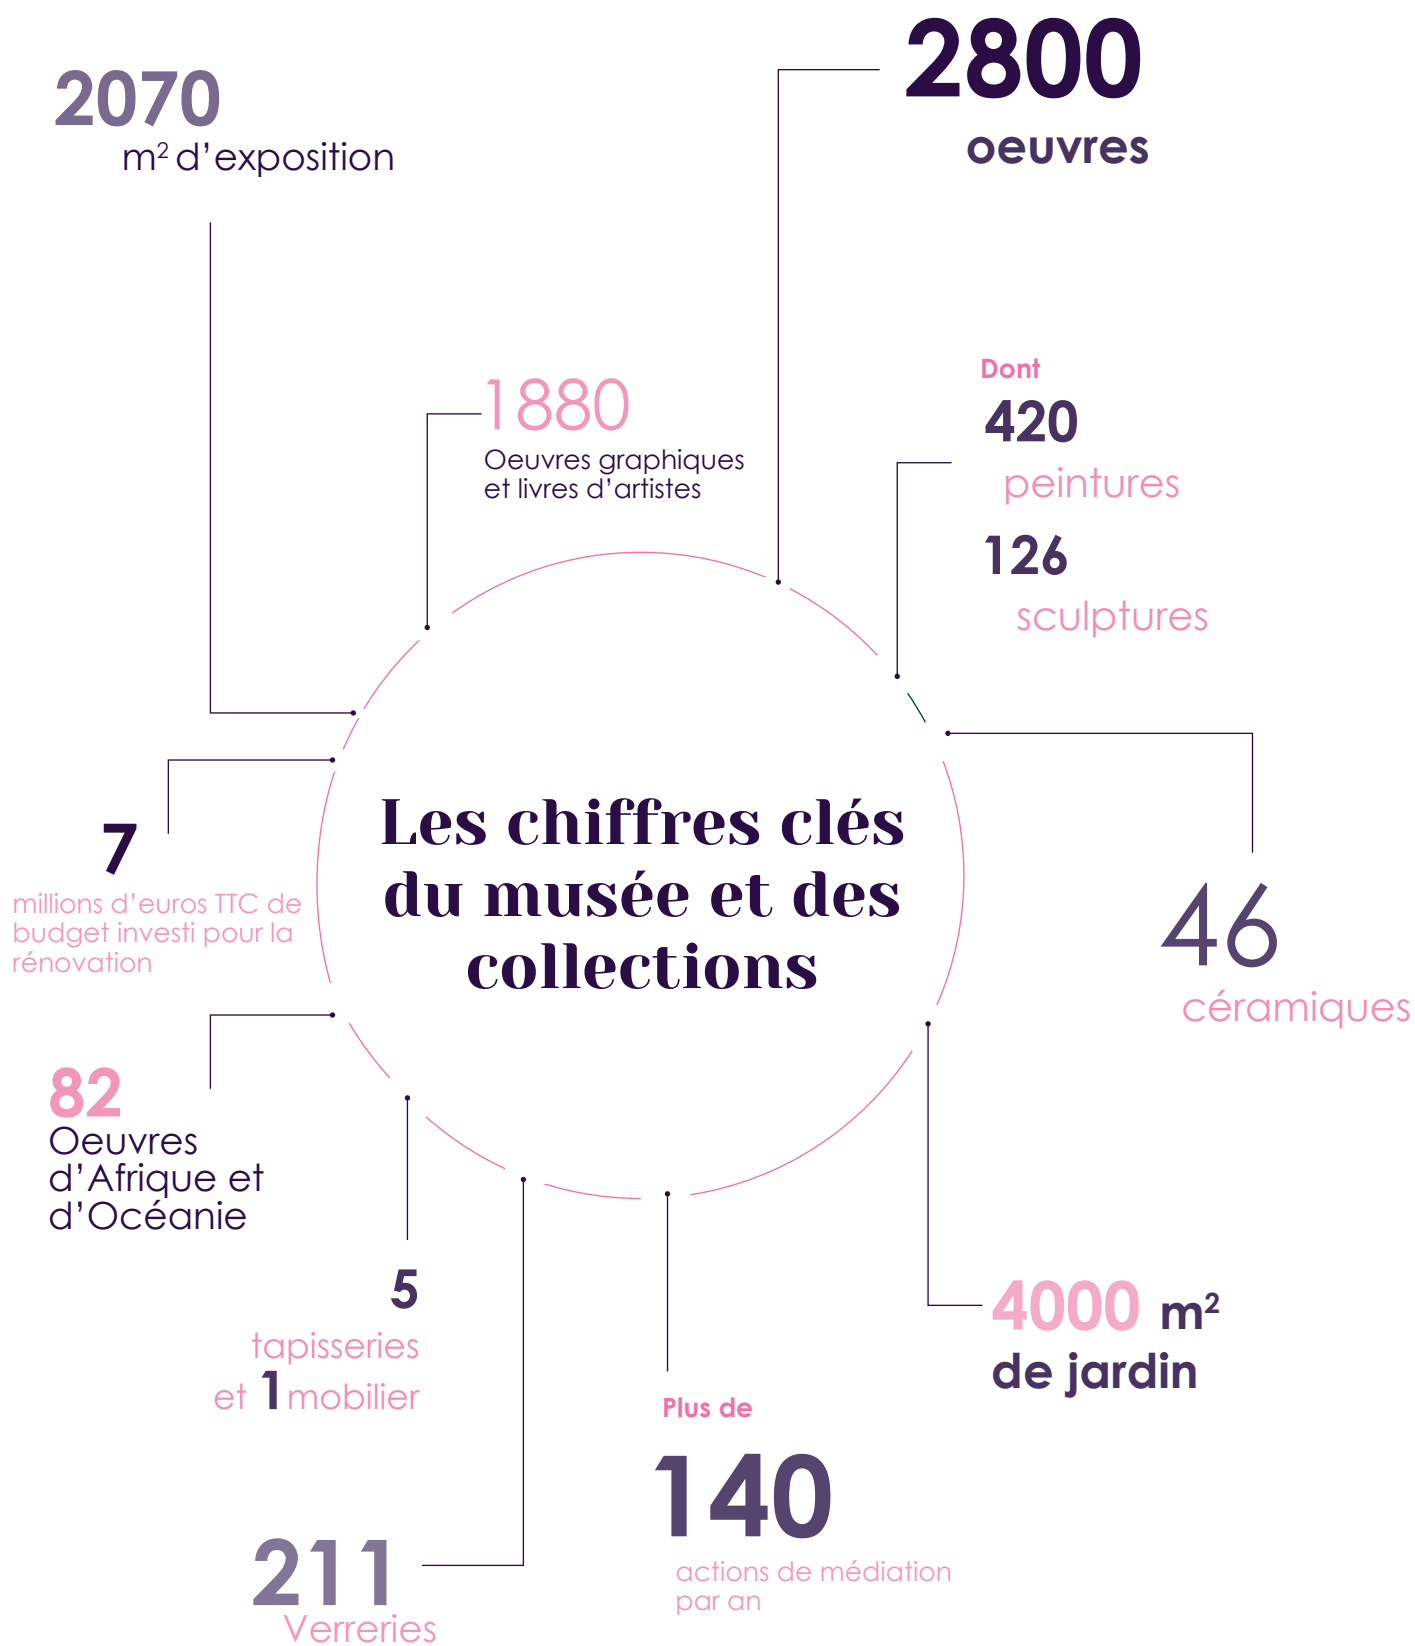 2070
m² d’exposition
2800
oeuvres
1880
Oeuvres graphiques
et livres d’artistes
Dont
420
peintures
126
sculptures
Les chiffres clés
du musée et des
collections
7
millions d’euros TTC de
budget investi pour la
rénovation
46
céramiques
82
Oeuvres
d’Afrique et
d’Océanie
5
tapisseries
et 1 mobilier
4000 m²
de jardin
Plus de
140
actions de médiation
par an
211
Verreries